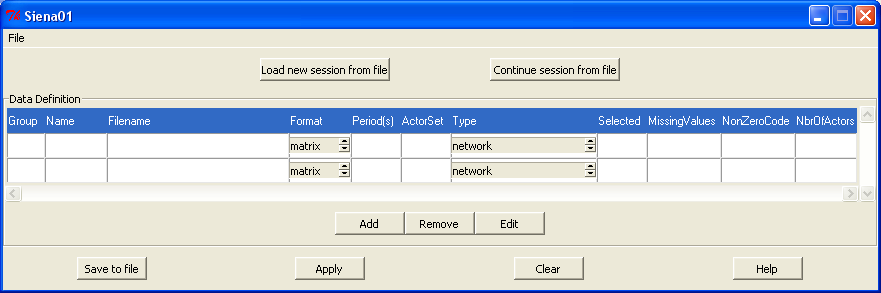 Siena01
File
Load new session from file Continue session from file
Data Definition
Group Name Filename Format Period(s) ActorSet Type Selected MissingValues NonZeroCode NbrOfActors
matrix network
matrix network
Add Remove Edit
Save to file Apply Clear Help